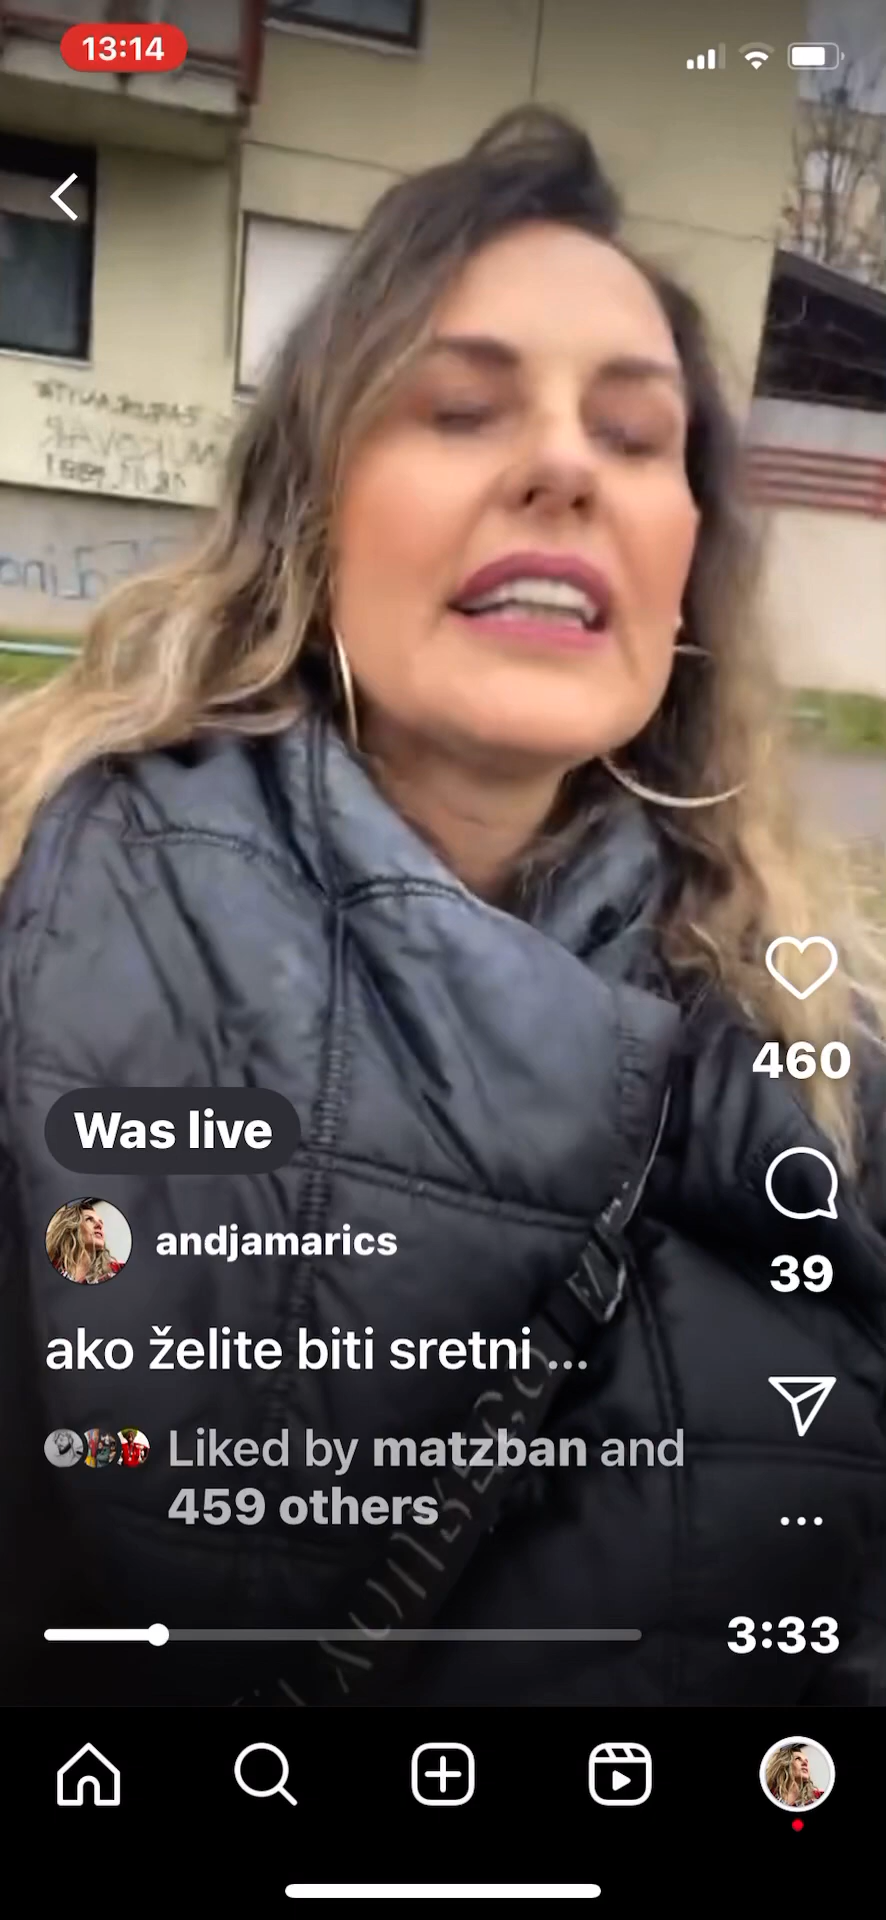 13:14
Was live
andjamarics
ako želite biti sretni ...
Liked by matzban and
459 others
460
39
3:33